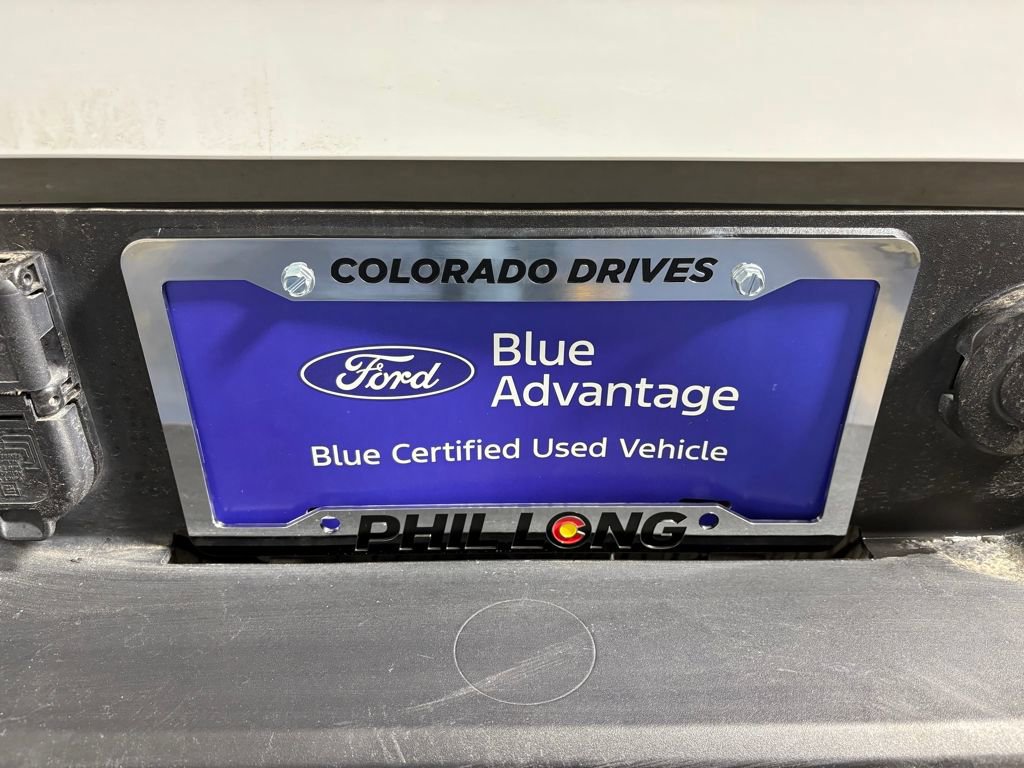 COLORADO DRIVES
Ford
Blue
Advantage
Blue Certified Used Vehicle
PHIL LONG